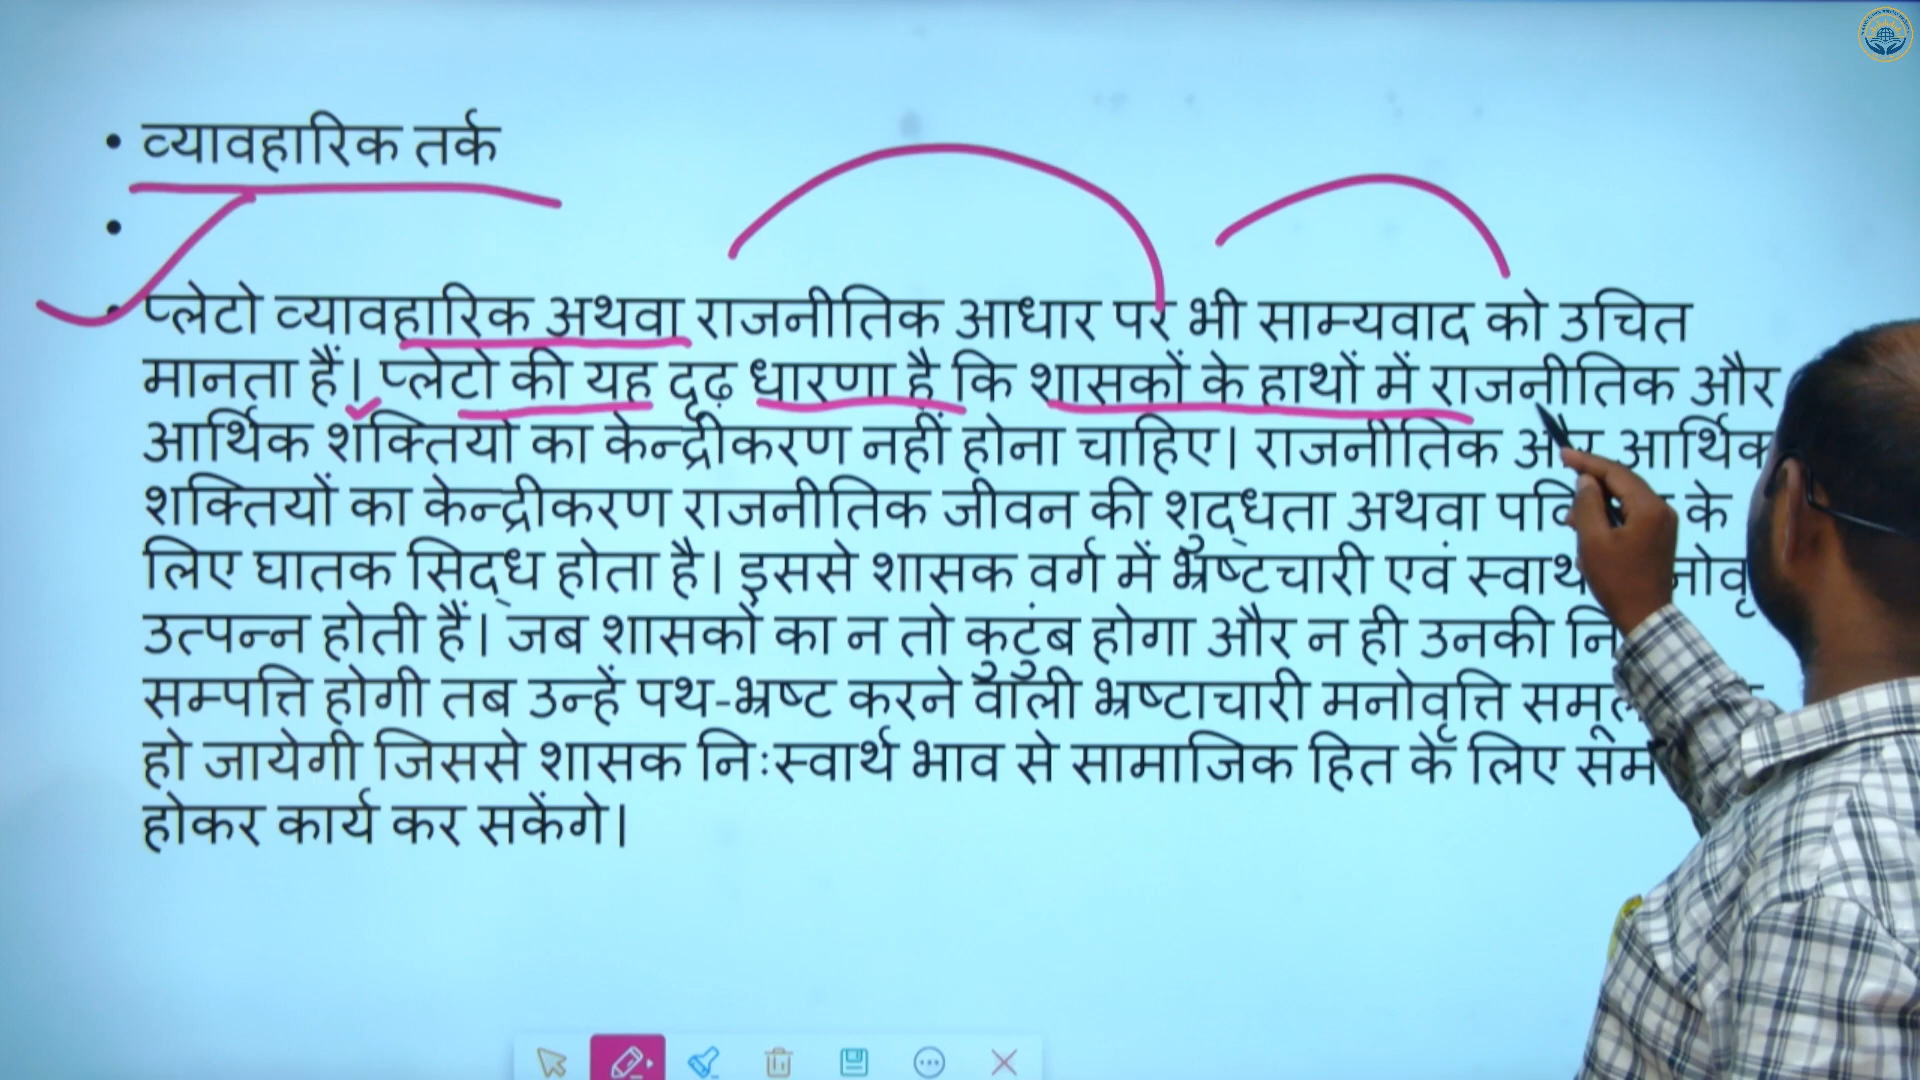 • व्यावहारिक तर्क
•
• प्लेटो व्यावहारिक अथवा राजनीतिक आधार पर भी साम्यवाद को उचित
मानता हैं। प्लेटो की यह दृढ़ धारणा है कि शासकों के हाथों में राजनीतिक और
आर्थिक शक्तियों का केन्द्रीकरण नहीं होना चाहिए। राजनीतिक और आर्थिक
शक्तियों का केन्द्रीकरण राजनीतिक जीवन की शुद्धता अथवा के
लिए घातक सिद्ध होता है। इससे शासक वर्ग में भ्रष्टचारी एवं
उत्पन्न होती हैं। जब शासकों का न तो कुटुंब होगा और न ही उनकी
सम्पत्ति होगी तब उन्हें पथ-भ्रष्ट करने वाली भ्रष्टाचारी मनोवृत्ति
हो जायेगी जिससे शासक निःस्वार्थ भाव से सामाजिक हित के लिए
होकर कार्य कर सकेंगे।